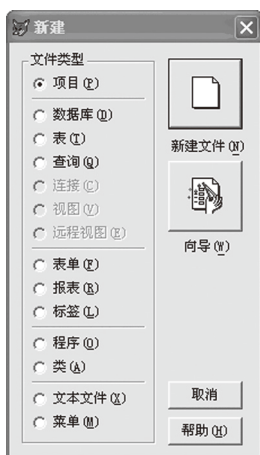 新建
文件类型
项目(P)
数据库(D)
表(T)
查询(Q)
连接(C)
视图(V)
远程视图(E)
表单(F)
报表(R)
标签(L)
程序(O)
类(A)
文本文件(X)
菜单(M)
新建文件(N)
向导(W)
取消
帮助(H)